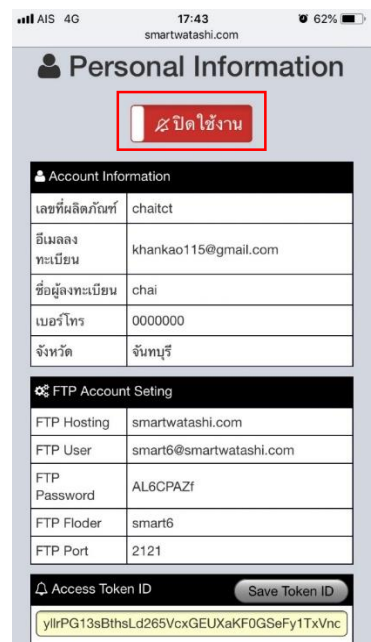 AIS 4G 17:43 62%
smartwatashi.com
Personal Information
ปิดใช้งาน
Account Information
เลขที่ผลิตภัณฑ์ chaitct
อีเมลลง
ทะเบียน khankao115@gmail.com
ชื่อผู้ลงทะเบียน chai
เบอร์โทร 0000000
จังหวัด จันทบุรี
FTP Account Seting
FTP Hosting smartwatashi.com
FTP User smart6@smartwatashi.com
FTP
Password AL6CPAZf
FTP Floder smart6
FTP Port 2121
Access Token ID Save Token ID
yllrPG13sBthsLd265VcxGEUXaKF0GSeFy1TxVnc